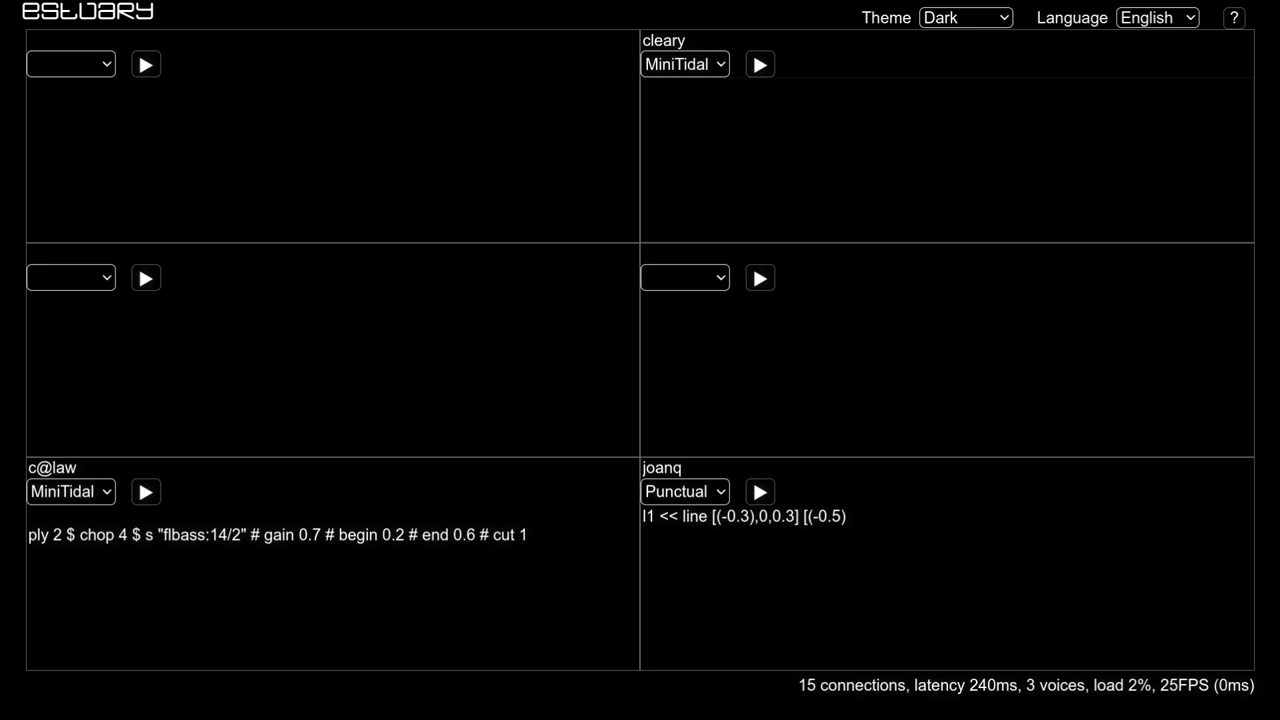 estuary
Theme Dark Language English ?
cleary
MiniTidal
c@law
MiniTidal
ply 2 $ chop 4 $ s "flbass:14/2" # gain 0.7 # begin 0.2 # end 0.6 # cut 1
joanq
Punctual
l1 << line [(-0.3),0,0.3] [(-0.5)
15 connections, latency 240ms, 3 voices, load 2%, 25FPS (0ms)